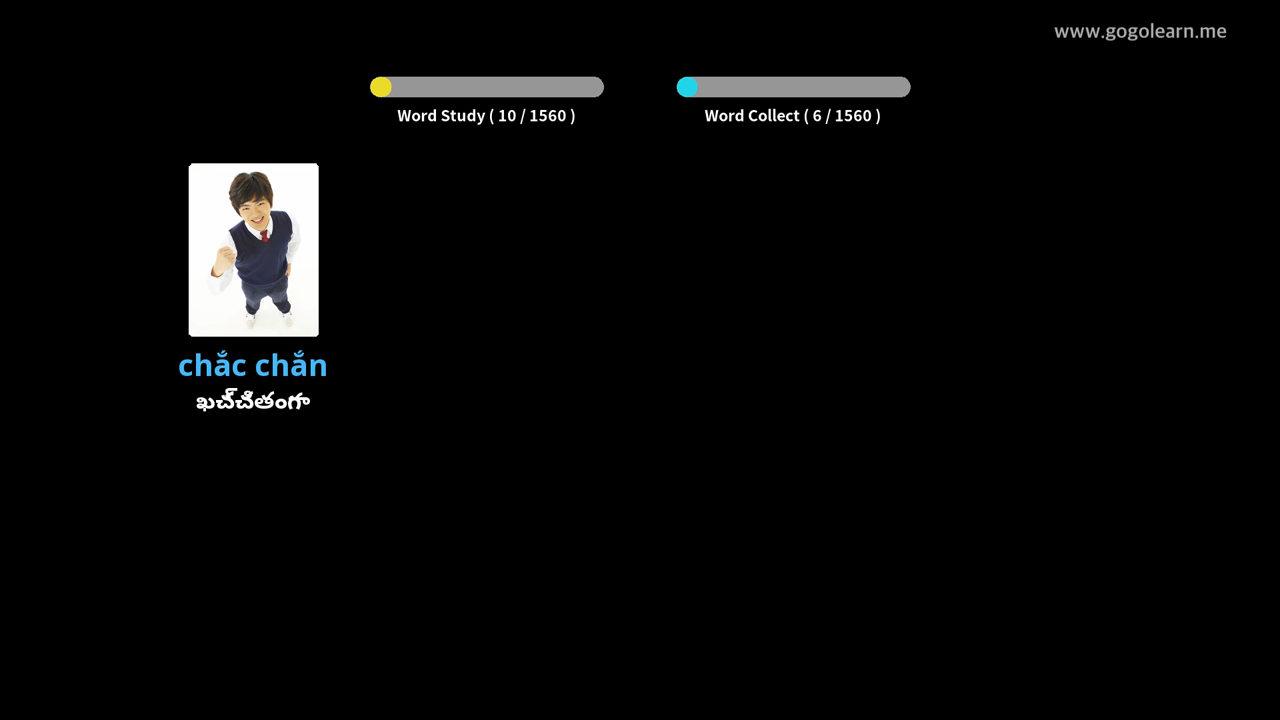 www.gogolearn.me
Word Study ( 10 / 1560 )
Word Collect ( 6 / 1560 )
chắc chắn
ఖచ్చితంగా